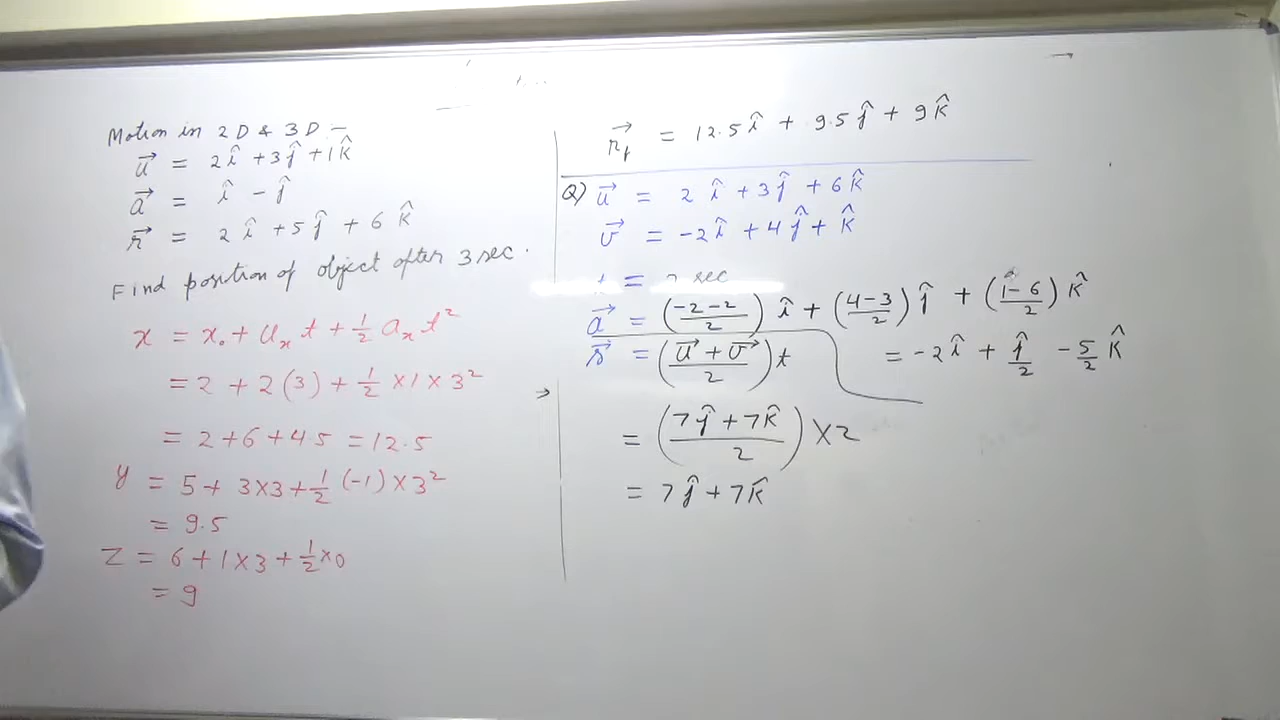 Motion in 2D & 3D :-
u⃗ = 2î + 3ĵ + 1k̂
a⃗ = î - ĵ
r⃗ = 2î + 5ĵ + 6k̂
Find position of object after 3 sec.
x = x₀ + uₓt + 1/2 aₓt²
= 2 + 2(3) + 1/2 × 1 × 3²
= 2 + 6 + 4.5 = 12.5
y = 5 + 3×3 + 1/2 (-1) × 3²
= 9.5
z = 6 + 1×3 + 1/2 × 0
= 9
r⃗f = 12.5î + 9.5ĵ + 9k̂
Q) u⃗ = 2î + 3ĵ + 6k̂
v⃗ = -2î + 4ĵ + k̂
= sec
a⃗ = ((-2-2)/2) î + ((4-3)/2) ĵ + ((1-6)/2) k̂
= -2î + ĵ/2 - 5/2 k̂
s⃗ = ((u⃗ + v⃗)/2)t
= ((7ĵ + 7k̂)/2) × 2
= 7ĵ + 7k̂